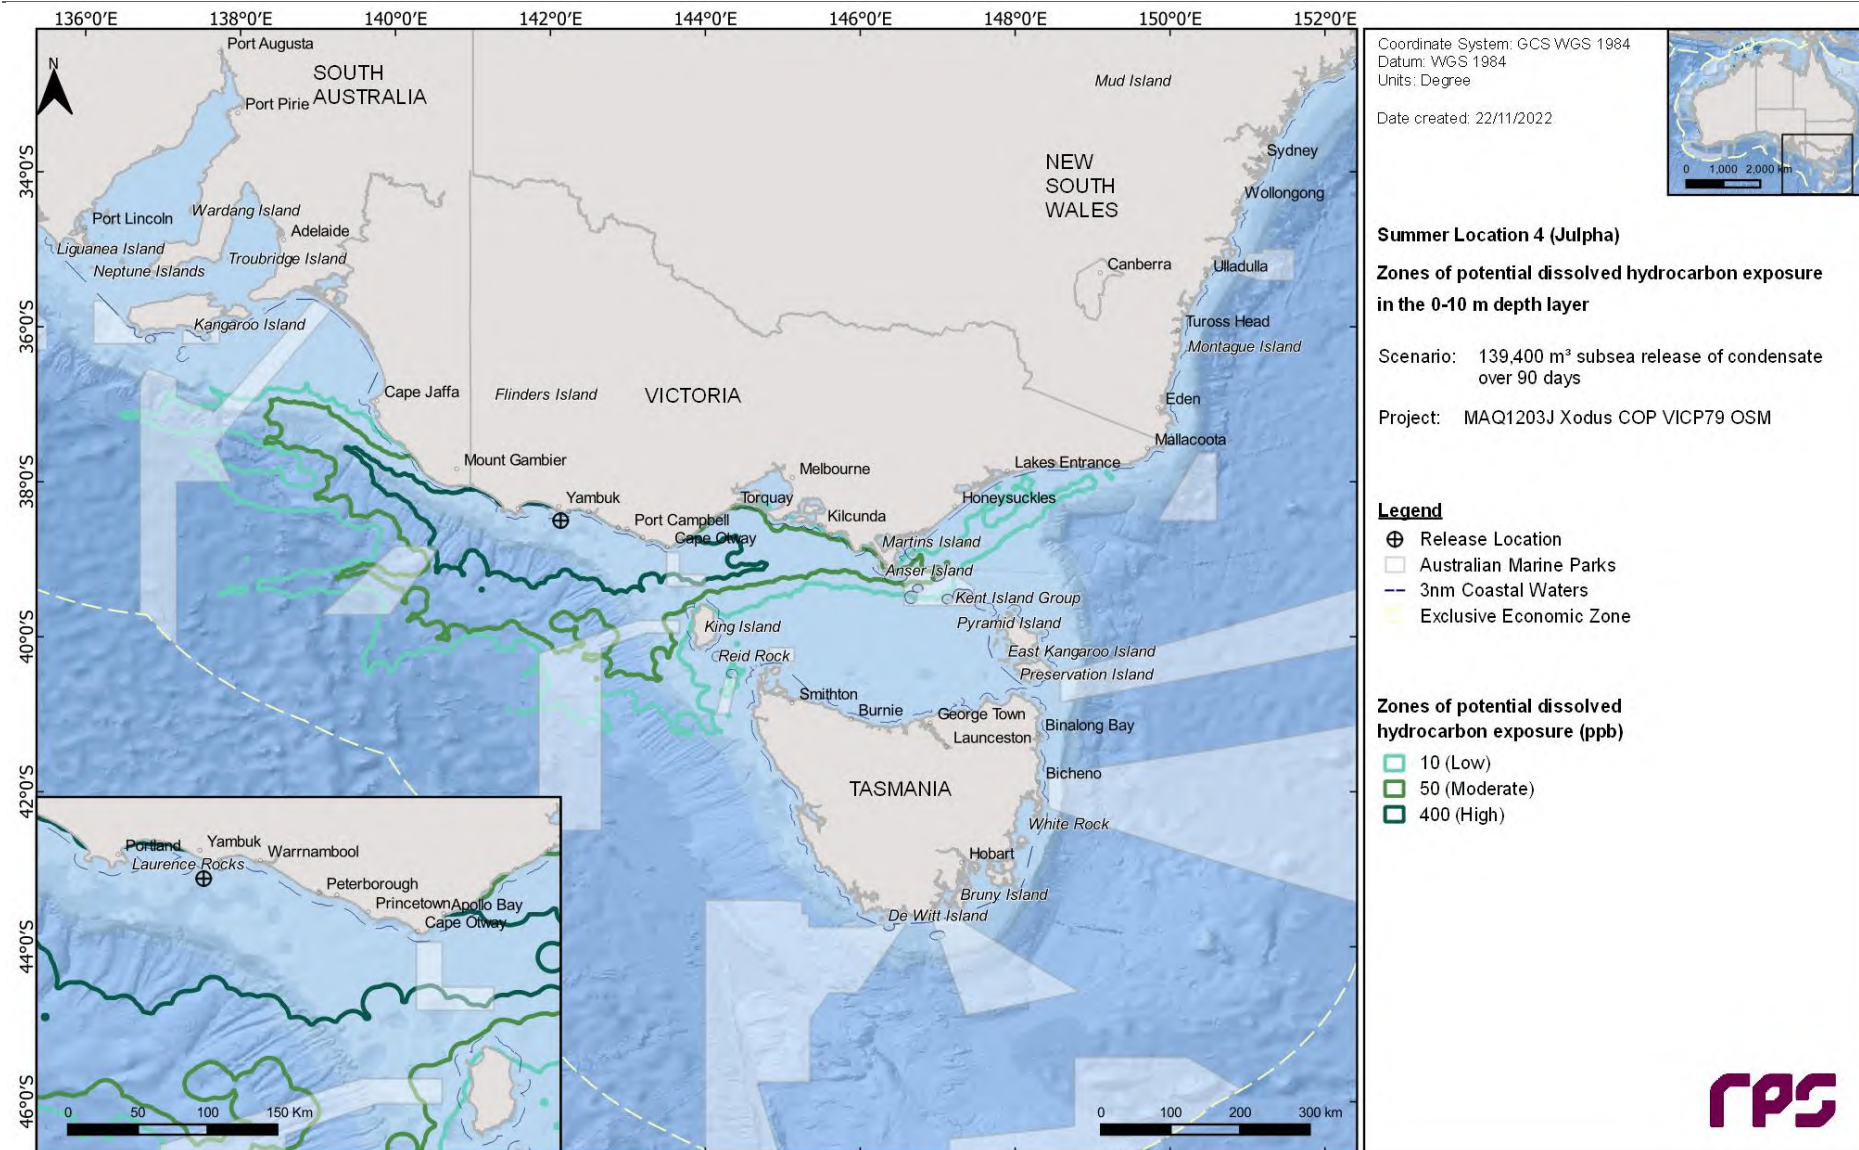 136°0'E 138°0'E 140°0'E 142°0'E 144°0'E 146°0'E 148°0'E 150°0'E 152°0'E
34°0'S
36°0'S
38°0'S
40°0'S
42°0'S
44°0'S
46°0'S
N
Port Augusta
SOUTH
AUSTRALIA
Port Pirie
Mud Island
Sydney
NEW
SOUTH
WALES
Wollongong
Port Lincoln
Wardang Island
Adelaide
Liguanea Island
Neptune Islands
Troubridge Island
Canberra
Ulladulla
Kangaroo Island
Tuross Head
Montague Island
Cape Jaffa
Flinders Island
VICTORIA
Eden
Mallacoota
Mount Gambier
Melbourne
Lakes Entrance
Yambuk
Torquay
Honeysuckles
Port Campbell
Kilcunda
Cape Otway
Martins Island
Anser Island
Kent Island Group
King Island
Pyramid Island
Reid Rock
East Kangaroo Island
Preservation Island
Smithton
Burnie
George Town
Binalong Bay
Launceston
Bicheno
TASMANIA
White Rock
Hobart
Bruny Island
De Witt Island
0 100 200 300 km
Portland
Yambuk
Warrnambool
Laurence Rocks
Peterborough
Princetown
Apollo Bay
Cape Otway
0 50 100 150 Km
Coordinate System: GCS WGS 1984
Datum: WGS 1984
Units: Degree
Date created: 22/11/2022
0 1,000 2,000 km
Summer Location 4 (Julpha)
Zones of potential dissolved hydrocarbon exposure
in the 0-10 m depth layer
Scenario: 139,400 m³ subsea release of condensate
over 90 days
Project: MAQ1203J Xodus COP VICP79 OSM
Legend
Release Location
Australian Marine Parks
3nm Coastal Waters
Exclusive Economic Zone
Zones of potential dissolved
hydrocarbon exposure (ppb)
10 (Low)
50 (Moderate)
400 (High)
rps